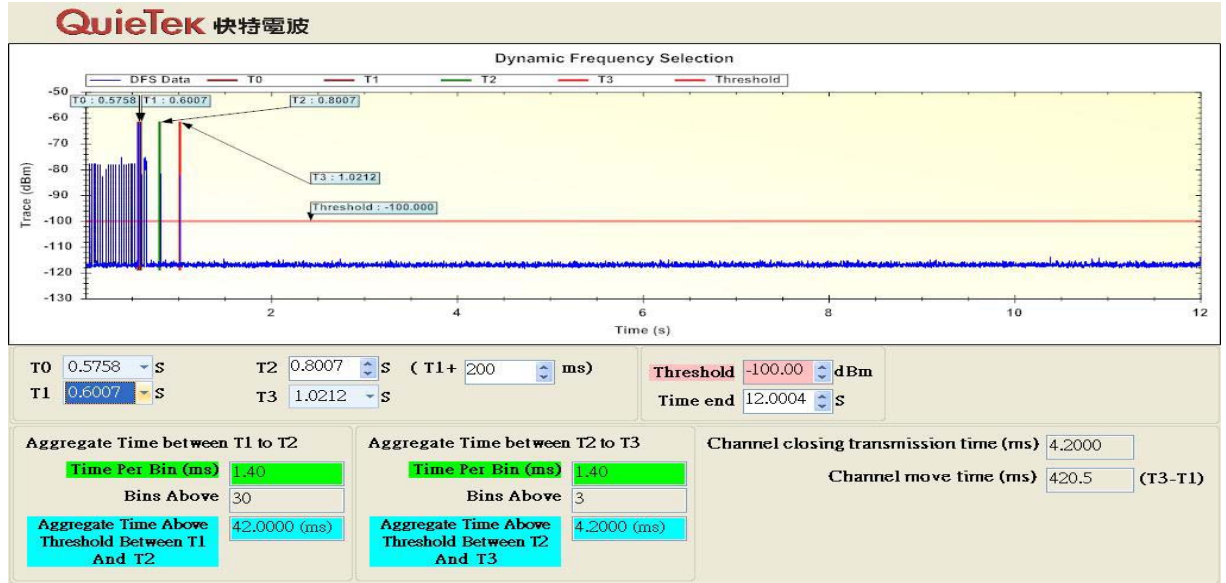 QuieTek 快特電波
Dynamic Frequency Selection
DFS Data T0 T1 T2 T3 Threshold
-50
T0 : 0.5758 T1 : 0.6007 T2 : 0.8007
-60
-70
-80
T3 : 1.0212
-90
Threshold : -100.000
-100
-110
-120
-130
Trace (dBm)
2 4 6 8 10 12
Time (s)
T0 0.5758 S T2 0.8007 S ( T1+ 200 ms) Threshold -100.00 dBm
T1 0.6007 S T3 1.0212 S Time end 12.0004 S
Aggregate Time between T1 to T2
Time Per Bin (ms) 1.40
Bins Above 30
Aggregate Time Above
Threshold Between T1
And T2
42.0000 (ms)
Aggregate Time between T2 to T3
Time Per Bin (ms) 1.40
Bins Above 3
Aggregate Time Above
Threshold Between T2
And T3
4.2000 (ms)
Channel closing transmission time (ms) 4.2000
Channel move time (ms) 420.5 (T3-T1)